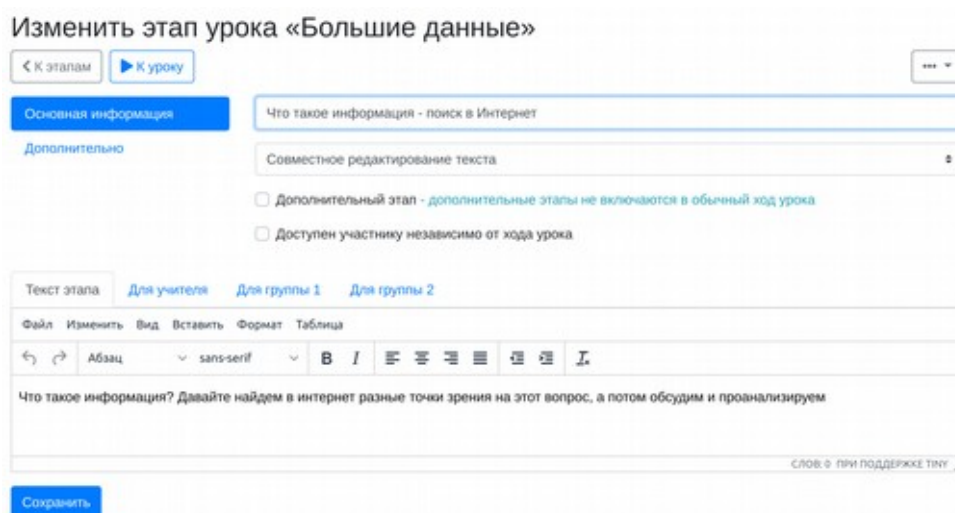 Изменить этап урока «Большие данные»
К этапам К уроку
Основная информация
Что такое информация - поиск в Интернет
Дополнительно
Совместное редактирование текста
Дополнительный этап - дополнительные этапы не включаются в обычный ход урока
Доступен участнику независимо от хода урока
Текст этапа Для учителя Для группы 1 Для группы 2
Файл Изменить Вид Вставить Формат Таблица
Абзац sans-serif B I
Что такое информация? Давайте найдем в интернет разные точки зрения на этот вопрос, а потом обсудим и проанализируем
СЛОВ: 0 ПРИ ПОДДЕРЖКЕ TINY
Сохранить